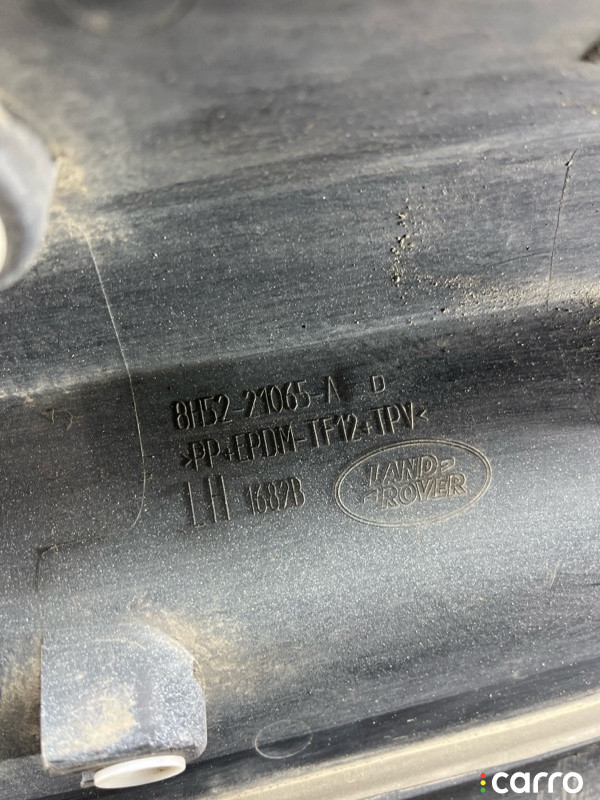 8H52-21065-A D
>PP+EPDM-TF12+TPV<
LH 1682B
LAND
ROVER
carro